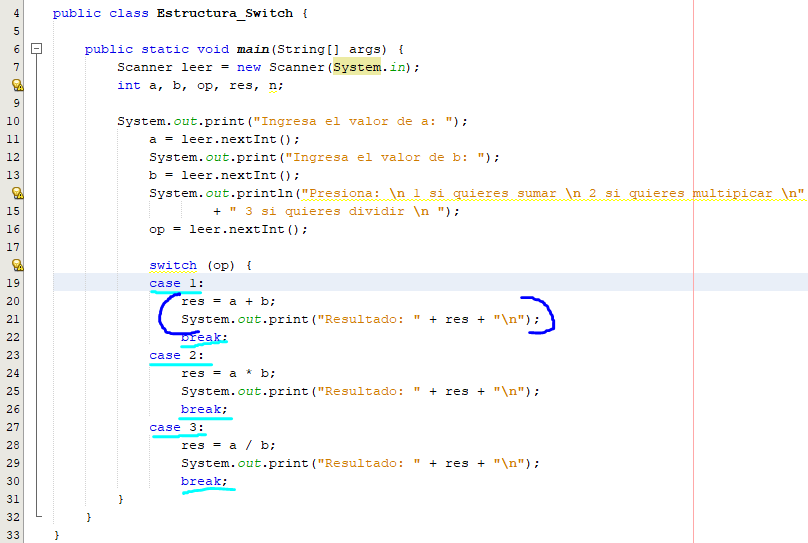 4 public class Estructura_Switch {
5
6 public static void main(String[] args) {
7 Scanner leer = new Scanner(System.in);
int a, b, op, res, n;
9
10 System.out.print("Ingresa el valor de a: ");
11 a = leer.nextInt();
12 System.out.print("Ingresa el valor de b: ");
13 b = leer.nextInt();
System.out.println("Presiona: \n 1 si quieres sumar \n 2 si quieres multipicar \n"
15 + " 3 si quieres dividir \n ");
16 op = leer.nextInt();
17
switch (op) {
19 case 1:
20 res = a + b;
21 System.out.print("Resultado: " + res + "\n");
22 break;
23 case 2:
24 res = a * b;
25 System.out.print("Resultado: " + res + "\n");
26 break;
27 case 3:
28 res = a / b;
29 System.out.print("Resultado: " + res + "\n");
30 break;
31 }
32 }
33 }